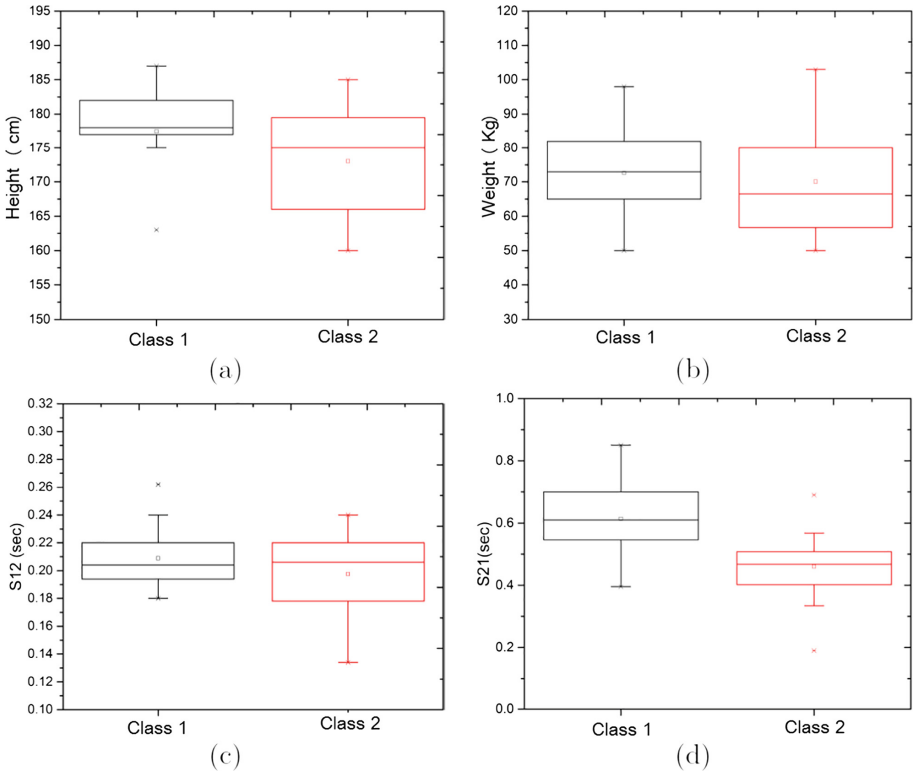 195
190
185
180
175
170
165
160
155
150
Height ( cm)
Class 1
Class 2
(a)
120
110
100
90
80
70
60
50
40
30
Weight ( Kg)
Class 1
Class 2
(b)
0.32
0.30
0.28
0.26
0.24
0.22
0.20
0.18
0.16
0.14
0.12
0.10
S12 (sec)
Class 1
Class 2
(c)
1.0
0.8
0.6
0.4
0.2
0.0
S21(sec)
Class 1
Class 2
(d)